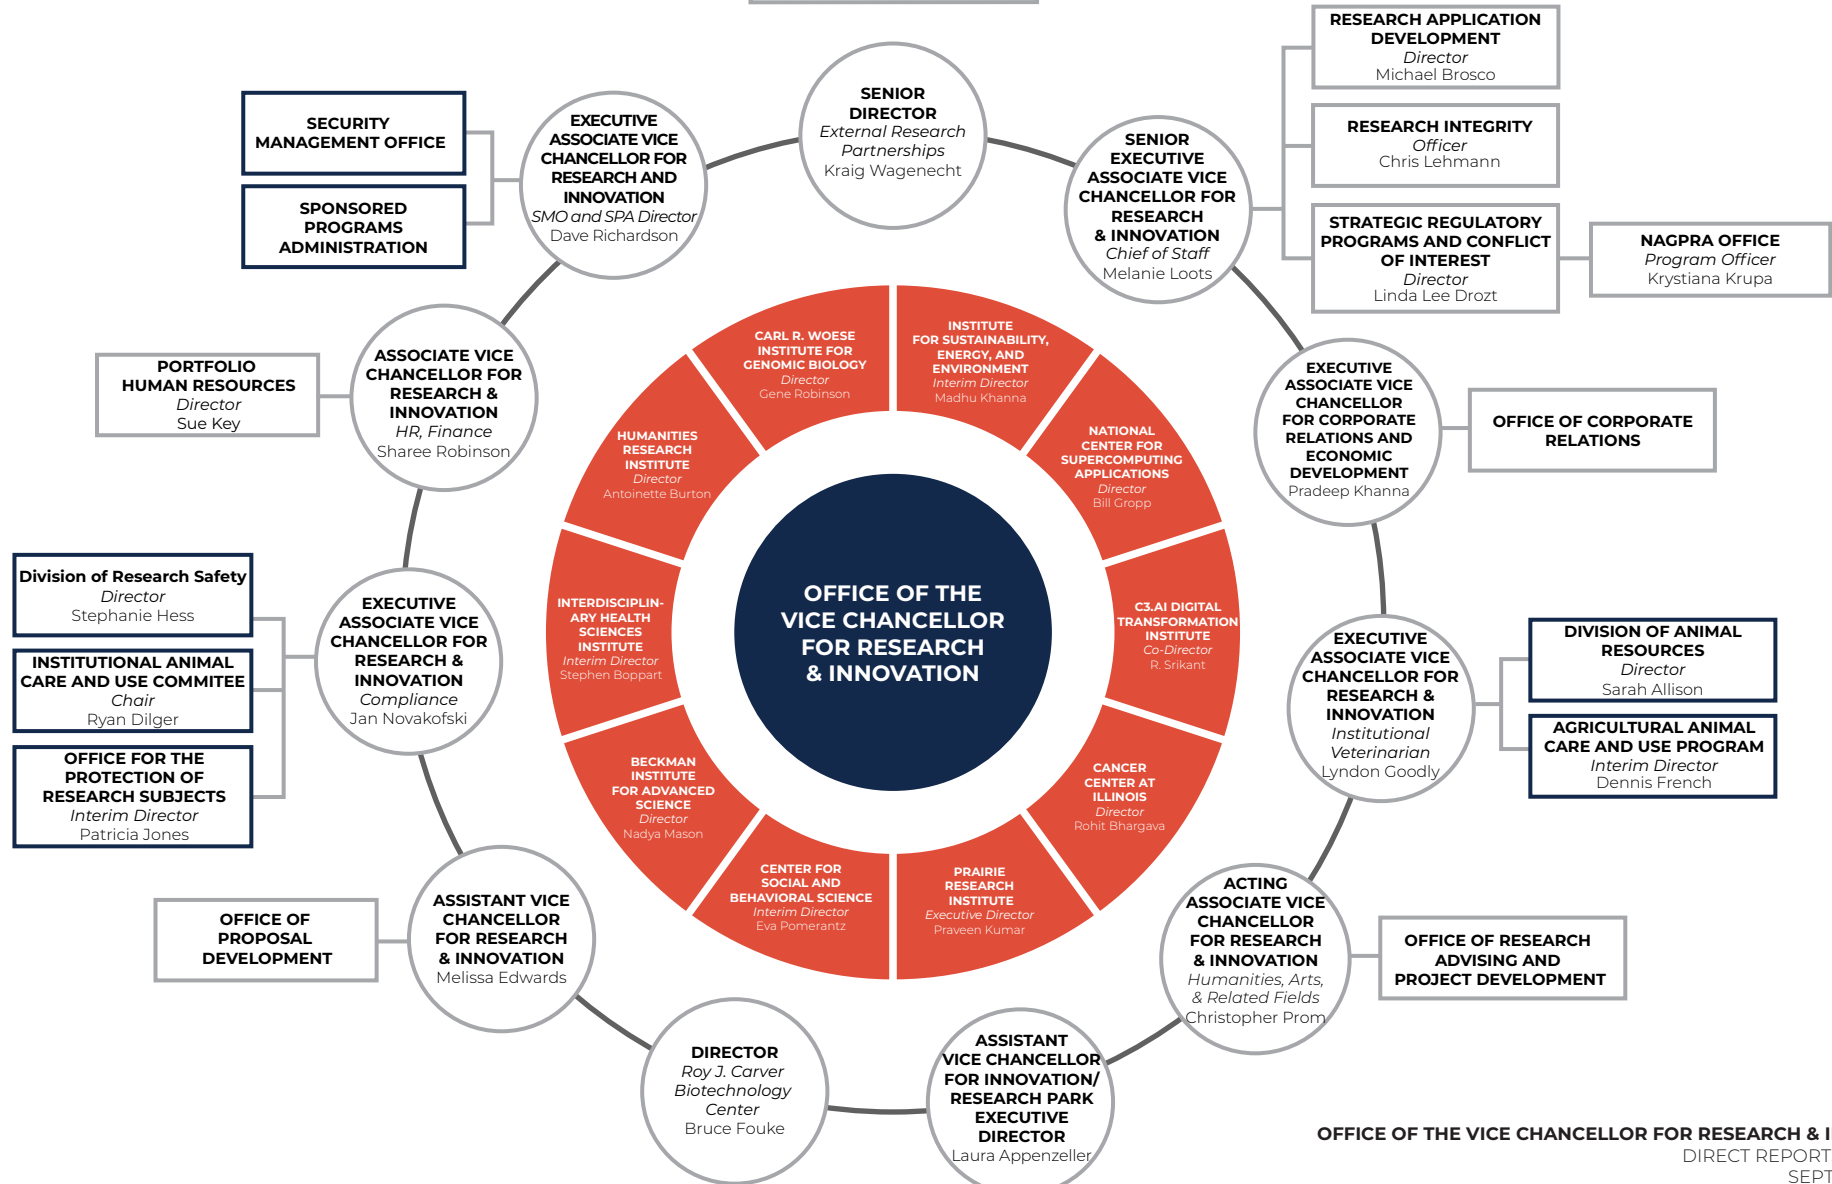 RESEARCH APPLICATION
DEVELOPMENT
Director
Michael Brosco
RESEARCH INTEGRITY
Officer
Chris Lehmann
STRATEGIC REGULATORY
PROGRAMS AND CONFLICT
OF INTEREST
Director
Linda Lee Drozt
NAGPRA OFFICE
Program Officer
Krystiana Krupa
SENIOR
DIRECTOR
External Research
Partnerships
Kraig Wagenecht
SENIOR
EXECUTIVE
ASSOCIATE VICE
CHANCELLOR FOR
RESEARCH
& INNOVATION
Chief of Staff
Melanie Loots
SECURITY
MANAGEMENT OFFICE
SPONSORED
PROGRAMS
ADMINISTRATION
EXECUTIVE
ASSOCIATE VICE
CHANCELLOR FOR
RESEARCH AND
INNOVATION
SMO and SPA Director
Dave Richardson
PORTFOLIO
HUMAN RESOURCES
Director
Sue Key
ASSOCIATE VICE
CHANCELLOR FOR
RESEARCH &
INNOVATION
HR, Finance
Sharee Robinson
EXECUTIVE
ASSOCIATE VICE
CHANCELLOR
FOR CORPORATE
RELATIONS AND
ECONOMIC
DEVELOPMENT
Pradeep Khanna
OFFICE OF CORPORATE
RELATIONS
CARL R. WOESE
INSTITUTE FOR
GENOMIC BIOLOGY
Director
Gene Robinson
INSTITUTE
FOR SUSTAINABILITY,
ENERGY, AND
ENVIRONMENT
Interim Director
Madhu Khanna
HUMANITIES
RESEARCH
INSTITUTE
Director
Antoinette Burton
NATIONAL
CENTER FOR
SUPERCOMPUTING
APPLICATIONS
Director
Bill Gropp
INTERDISCIPLIN-
ARY HEALTH
SCIENCES
INSTITUTE
Interim Director
Stephen Boppart
OFFICE OF THE
VICE CHANCELLOR
FOR RESEARCH
& INNOVATION
C3.AI DIGITAL
TRANSFORMATION
INSTITUTE
Co-Director
R. Srikant
BECKMAN
INSTITUTE
FOR ADVANCED
SCIENCE
Director
Nadya Mason
CANCER
CENTER AT
ILLINOIS
Director
Rohit Bhargava
CENTER FOR
SOCIAL AND
BEHAVIORAL SCIENCE
Interim Director
Eva Pomerantz
PRAIRIE
RESEARCH
INSTITUTE
Executive Director
Praveen Kumar
Division of Research Safety
Director
Stephanie Hess
INSTITUTIONAL ANIMAL
CARE AND USE COMMITEE
Chair
Ryan Dilger
OFFICE FOR THE
PROTECTION OF
RESEARCH SUBJECTS
Interim Director
Patricia Jones
EXECUTIVE
ASSOCIATE VICE
CHANCELLOR FOR
RESEARCH &
INNOVATION
Compliance
Jan Novakofski
EXECUTIVE
ASSOCIATE VICE
CHANCELLOR FOR
RESEARCH &
INNOVATION
Institutional
Veterinarian
Lyndon Goodly
DIVISION OF ANIMAL
RESOURCES
Director
Sarah Allison
AGRICULTURAL ANIMAL
CARE AND USE PROGRAM
Interim Director
Dennis French
OFFICE OF
PROPOSAL
DEVELOPMENT
ASSISTANT VICE
CHANCELLOR
FOR RESEARCH
& INNOVATION
Melissa Edwards
ACTING
ASSOCIATE VICE
CHANCELLOR
FOR RESEARCH
& INNOVATION
Humanities, Arts,
& Related Fields
Christopher Prom
OFFICE OF RESEARCH
ADVISING AND
PROJECT DEVELOPMENT
DIRECTOR
Roy J. Carver
Biotechnology
Center
Bruce Fouke
ASSISTANT
VICE CHANCELLOR
FOR INNOVATION/
RESEARCH PARK
EXECUTIVE
DIRECTOR
Laura Appenzeller
OFFICE OF THE VICE CHANCELLOR FOR RESEARCH & I
DIRECT REPORT
SEPT